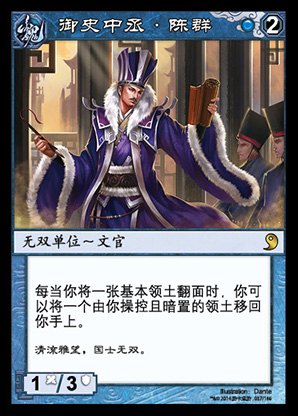 御史中丞·陈群 2
无双单位~文官
每当你将一张基本领土翻面时，你可
以将一个由你操控且暗置的领土移回
你手上。
清流雅望，国士无双。
1 / 3
Illustration: Dante